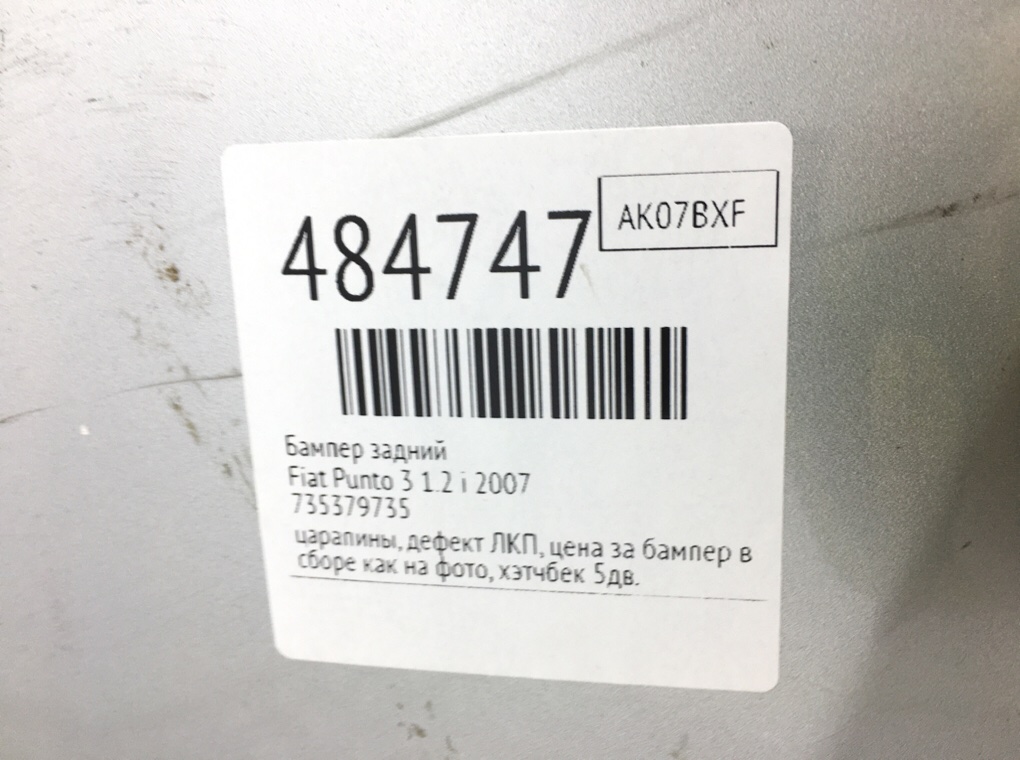 484747
AK07BXF
Бампер задний
Fiat Punto 3 1.2 i 2007
735379735
царапины, дефект ЛКП, цена за бампер в
сборе как на фото, хэтчбек 5дв.